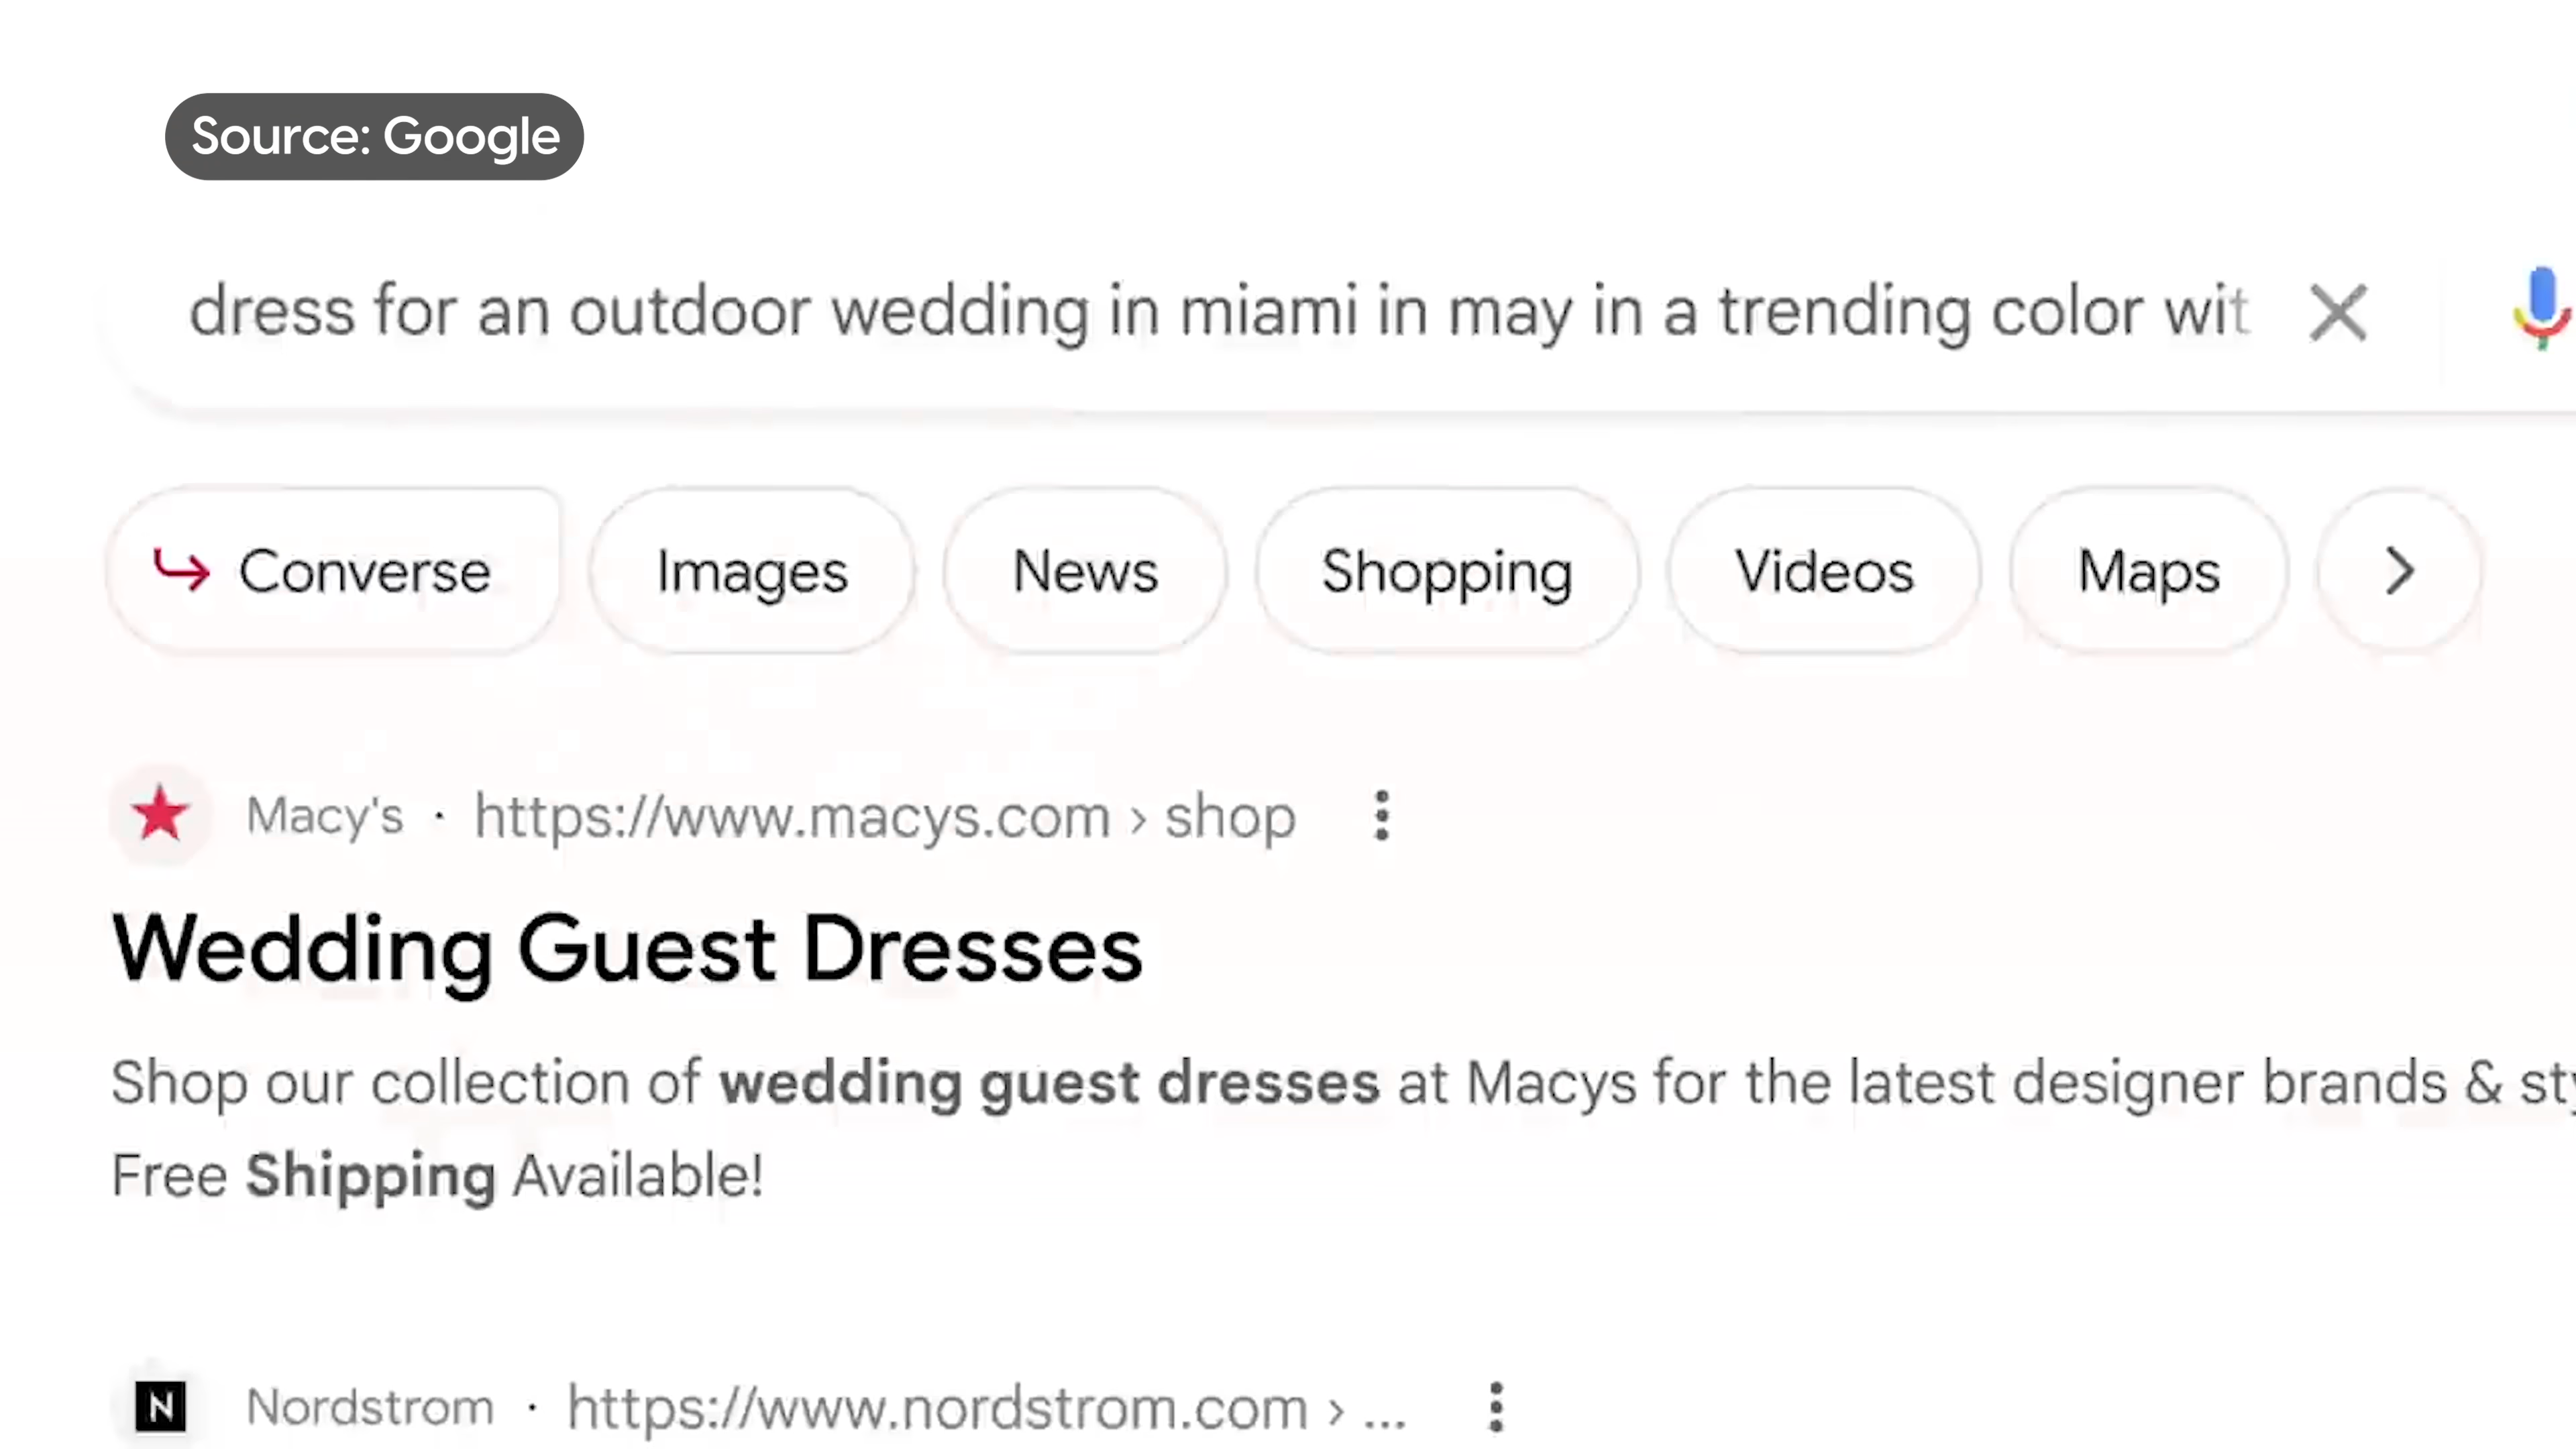 Source: Google
dress for an outdoor wedding in miami in may in a trending color wit
Converse Images News Shopping Videos Maps
Macy's · https://www.macys.com › shop
Wedding Guest Dresses
Shop our collection of wedding guest dresses at Macys for the latest designer brands & sty
Free Shipping Available!
N Nordstrom · https://www.nordstrom.com › ...